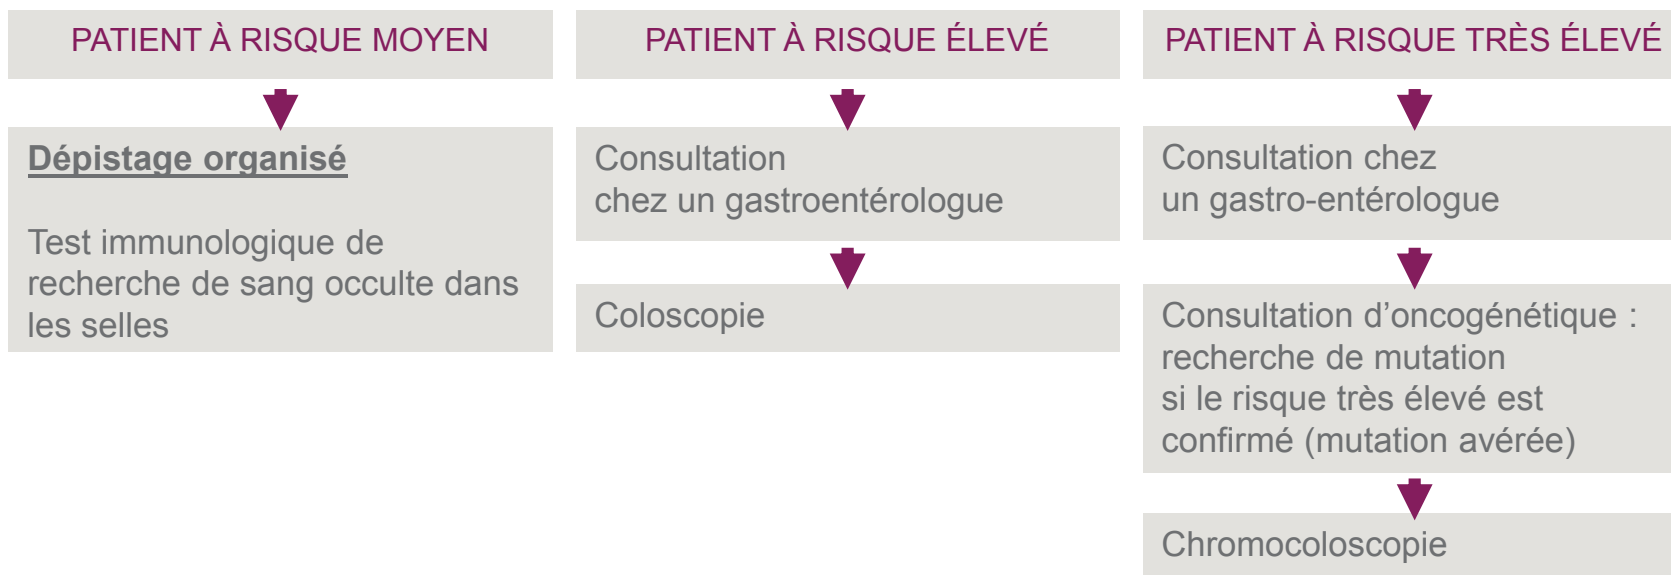 PATIENT À RISQUE MOYEN
Dépistage organisé
Test immunologique de
recherche de sang occulte dans
les selles
PATIENT À RISQUE ÉLEVÉ
Consultation
chez un gastroentérologue
Coloscopie
PATIENT À RISQUE TRÈS ÉLEVÉ
Consultation chez
un gastro-entérologue
Consultation d’oncogénétique :
recherche de mutation
si le risque très élevé est
confirmé (mutation avérée)
Chromocoloscopie